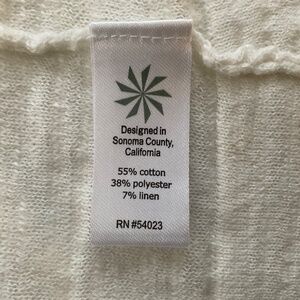 Designed in
Sonoma County,
California
55% cotton
38% polyester
7% linen
RN #54023